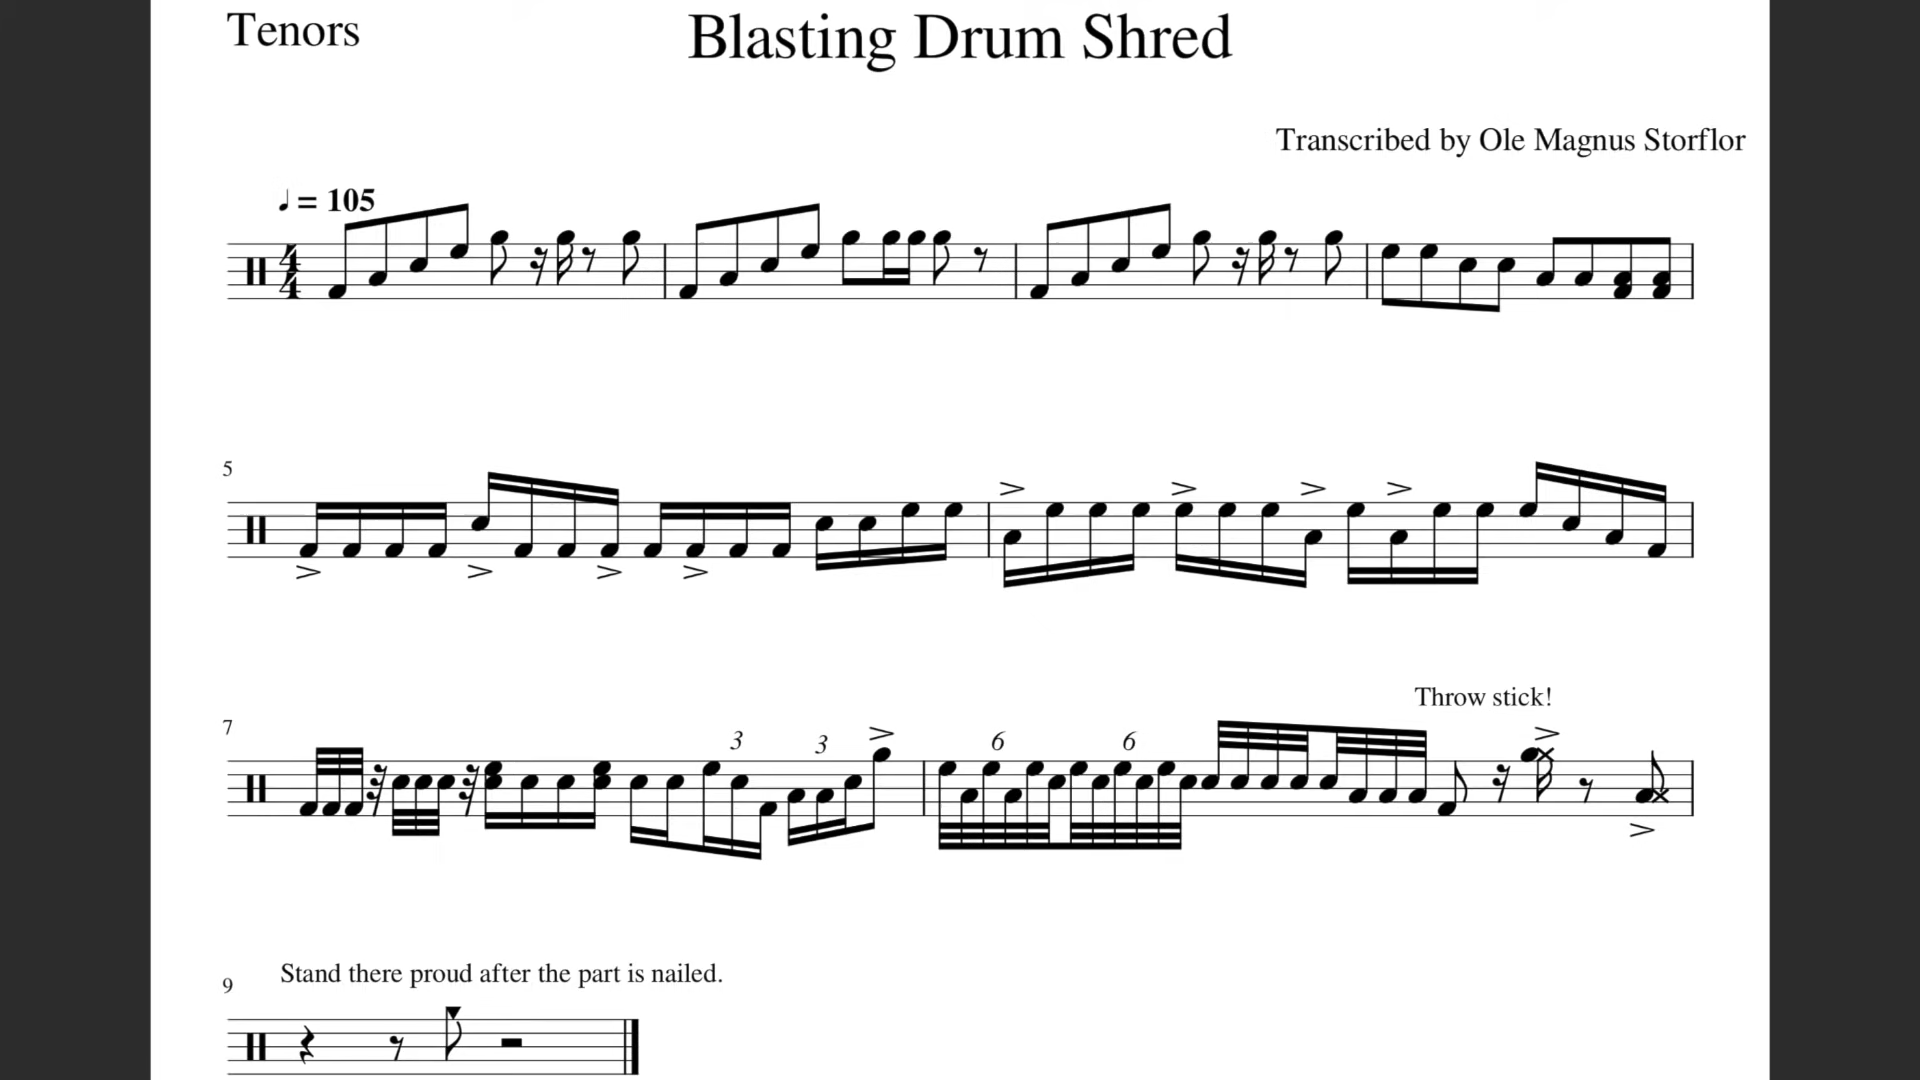 Tenors
Blasting Drum Shred
Transcribed by Ole Magnus Storflor
♩ = 105
4
4
5
7
3
3
6
6
Throw stick!
9
Stand there proud after the part is nailed.